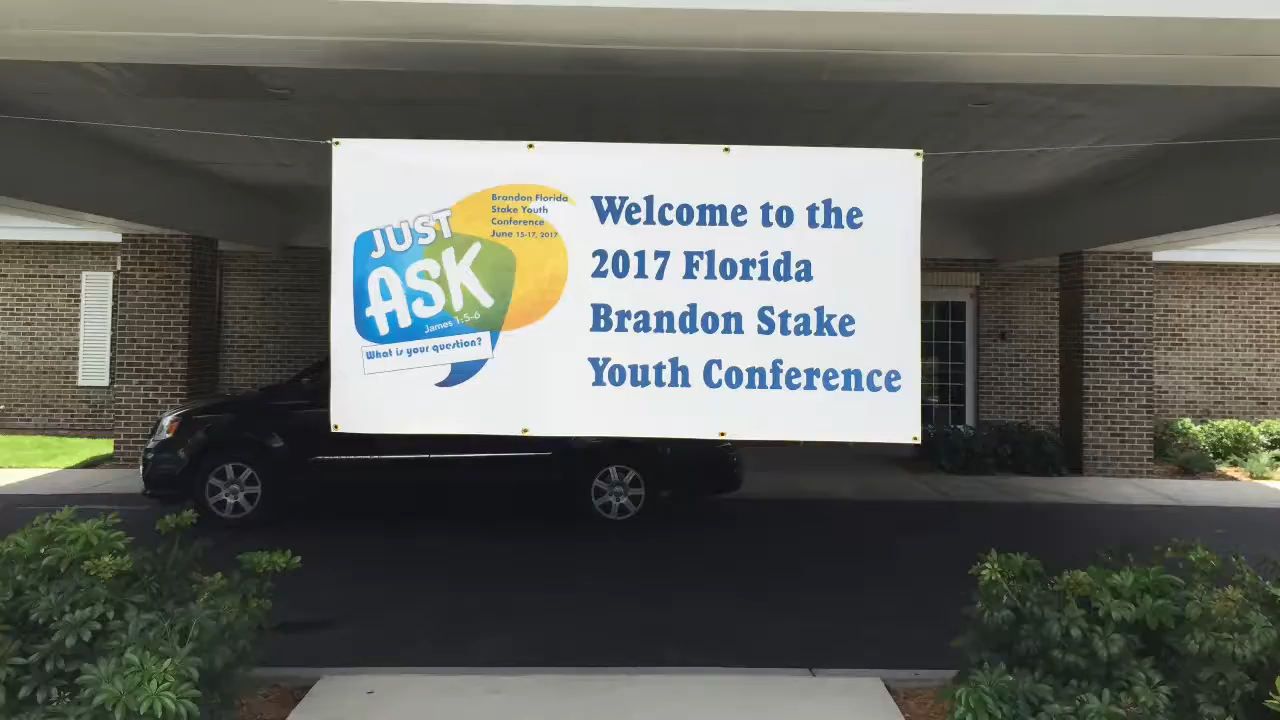 JUST
ASK
James 1:5-6
What is your question?
Brandon Florida
Stake Youth
Conference
June 15-17, 2017
Welcome to the
2017 Florida
Brandon Stake
Youth Conference